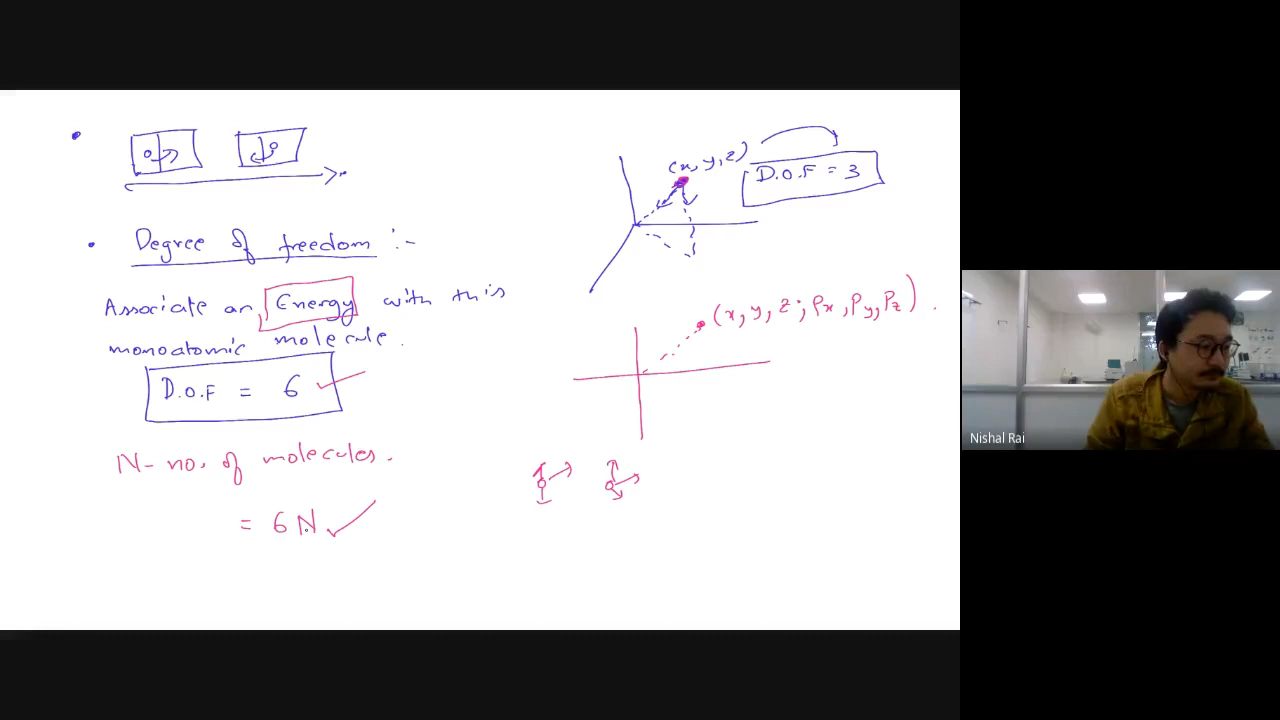 Degree of freedom :-
Associate an Energy with this
monoatomic molecule.
D.O.F = 6
N - no. of molecules.
= 6N
(x, y, z)
D.O.F = 3
(x, y, z; Px, Py, Pz).
Nishal Rai